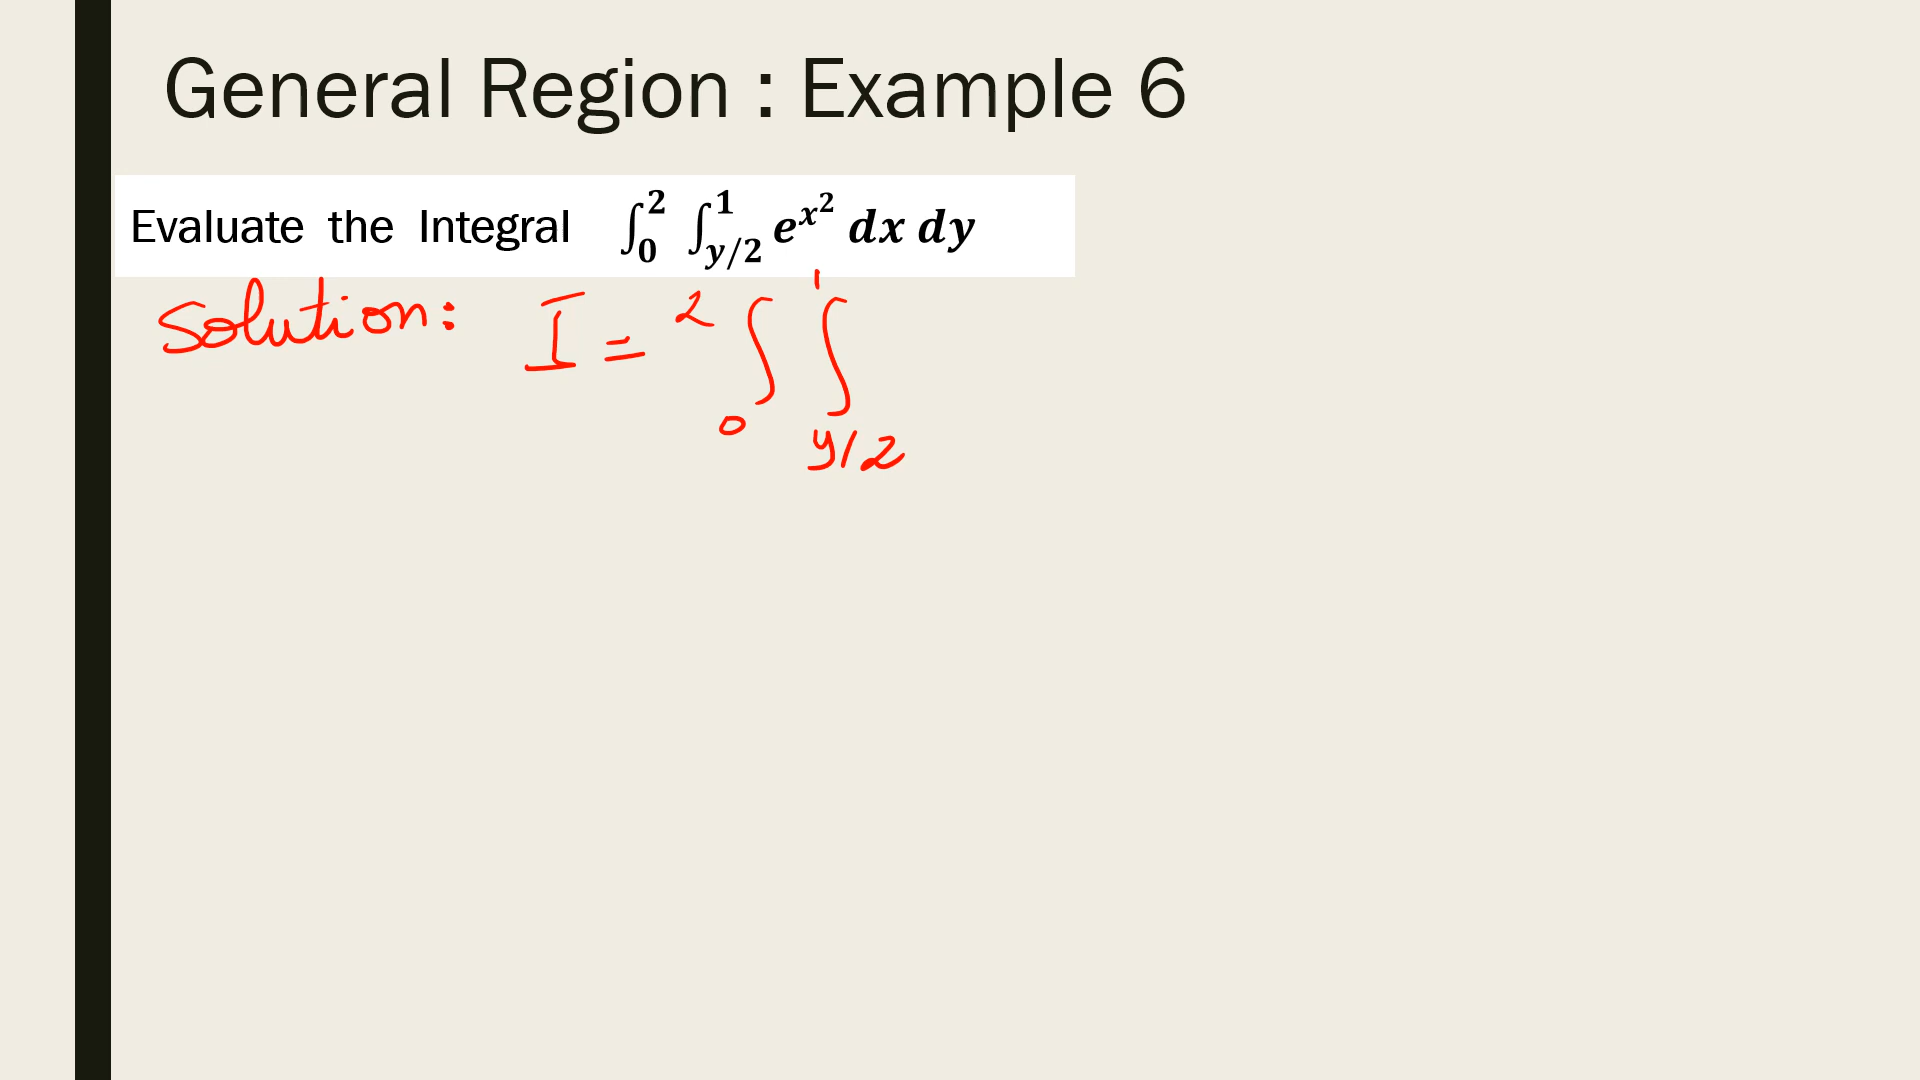 General Region : Example 6
Evaluate the Integral ∫₀² ∫_{y/2}^1 e^{x²} dx dy
Solution: I = ∫₀² ∫_{y/2}^1